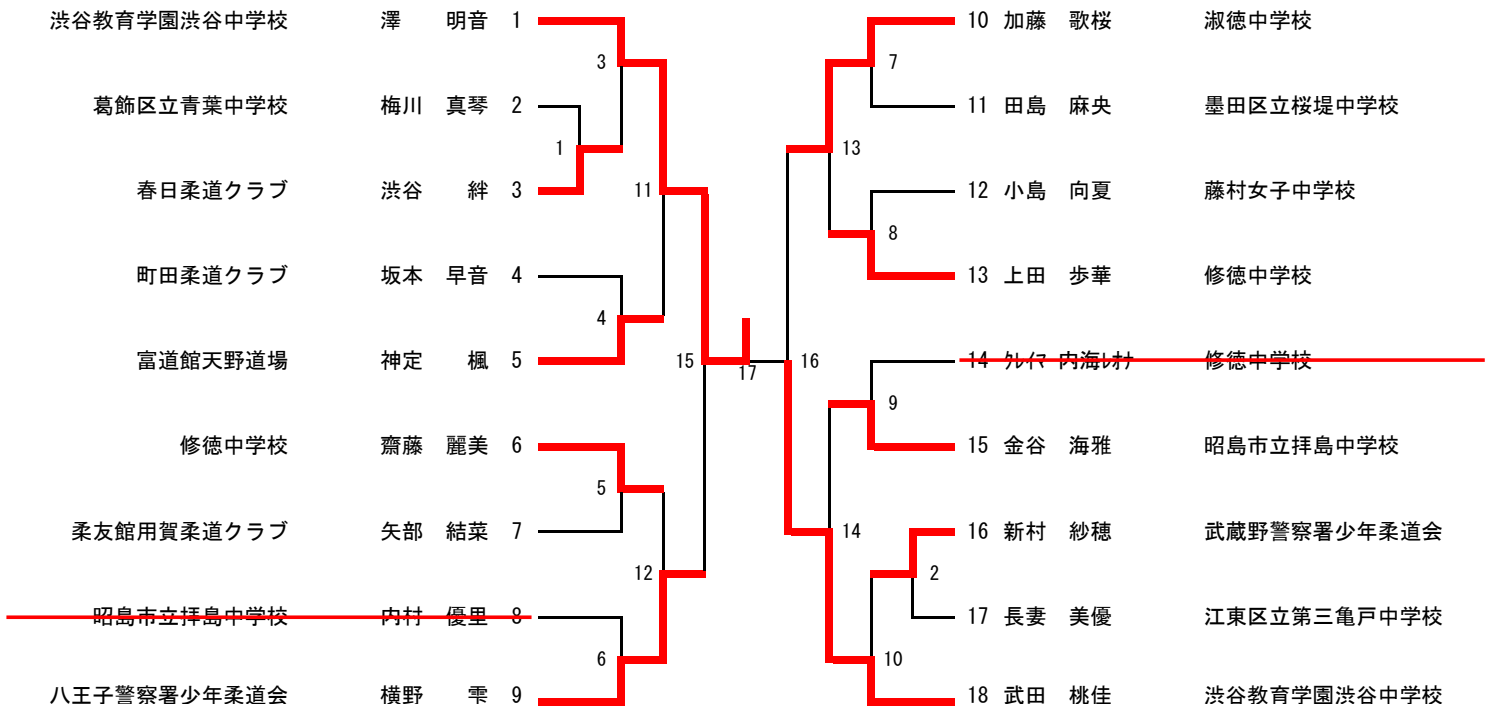 渋谷教育学園渋谷中学校 澤 明音 1
3
葛飾区立青葉中学校 梅川 真琴 2
1
春日柔道クラブ 渋谷 絆 3
11
町田柔道クラブ 坂本 早音 4
4
富道館天野道場 神定 楓 5
15
17
修徳中学校 齋藤 麗美 6
5
柔友館用賀柔道クラブ 矢部 結菜 7
12
昭島市立拝島中学校 内村 優里 8
6
八王子警察署少年柔道会 横野 雫 9
10 加藤 歌桜 淑徳中学校
7
11 田島 麻央 墨田区立桜堤中学校
13
12 小島 向夏 藤村女子中学校
8
13 上田 歩華 修徳中学校
16
14 内海 修徳中学校
9
15 金谷 海雅 昭島市立拝島中学校
16 新村 紗穂 武蔵野警察署少年柔道会
14
2
17 長妻 美優 江東区立第三亀戸中学校
10
18 武田 桃佳 渋谷教育学園渋谷中学校